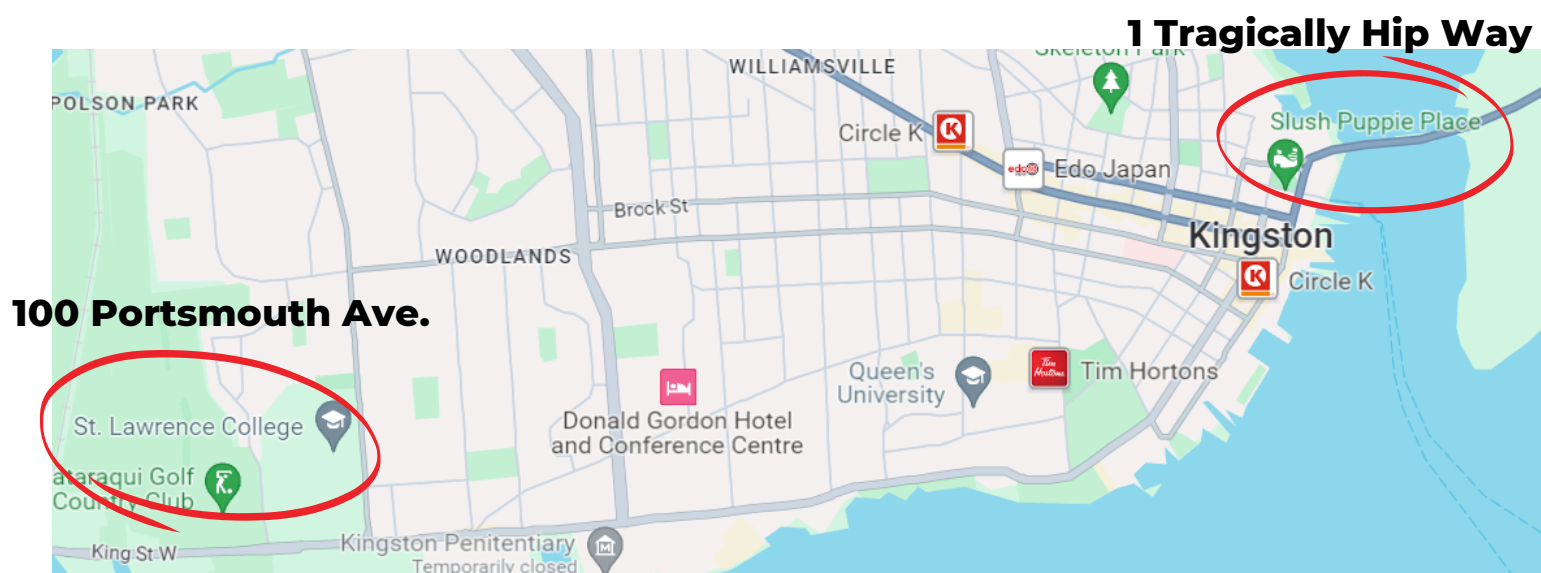 1 Tragically Hip Way
Skeleton Park
WILLIAMSVILLE
POLSON PARK
Slush Puppie Place
Circle K
Edo Japan
Brock St
Kingston
WOODLANDS
Circle K
100 Portsmouth Ave.
Queen's
University
Tim Hortons
St. Lawrence College
Donald Gordon Hotel
and Conference Centre
ataraqui Golf
Country Club
King St W
Kingston Penitentiary
Temporarily closed